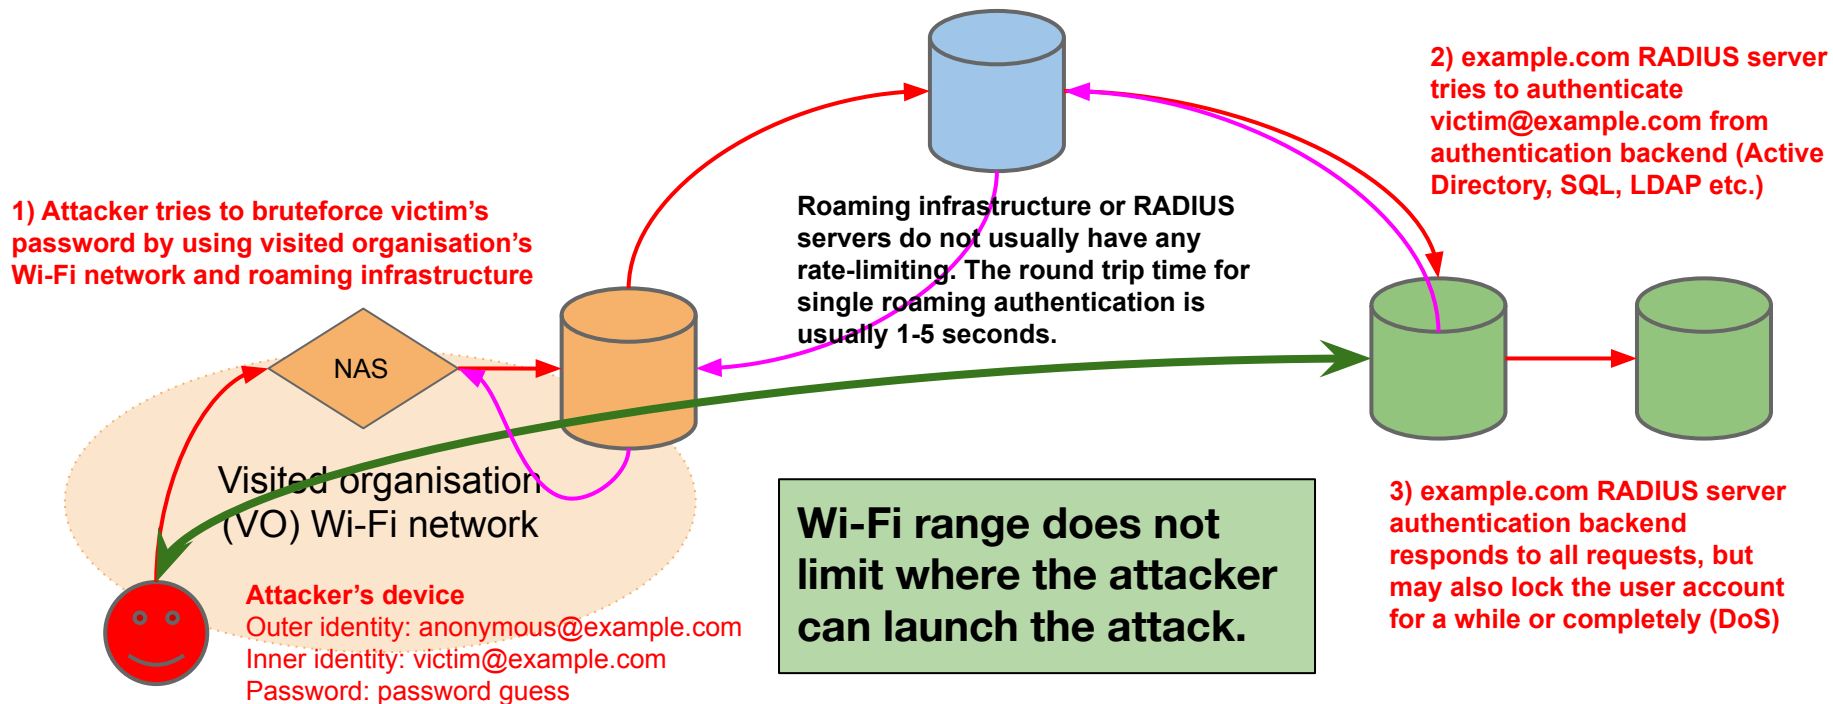 1) Attacker tries to bruteforce victim's
password by using visited organisation's
Wi-Fi network and roaming infrastructure
NAS
Visited organisation
(VO) Wi-Fi network
Attacker's device
Outer identity: anonymous@example.com
Inner identity: victim@example.com
Password: password guess
Roaming infrastructure or RADIUS
servers do not usually have any
rate-limiting. The round trip time for
single roaming authentication is
usually 1-5 seconds.
Wi-Fi range does not
limit where the attacker
can launch the attack.
2) example.com RADIUS server
tries to authenticate
victim@example.com from
authentication backend (Active
Directory, SQL, LDAP etc.)
3) example.com RADIUS server
authentication backend
responds to all requests, but
may also lock the user account
for a while or completely (DoS)